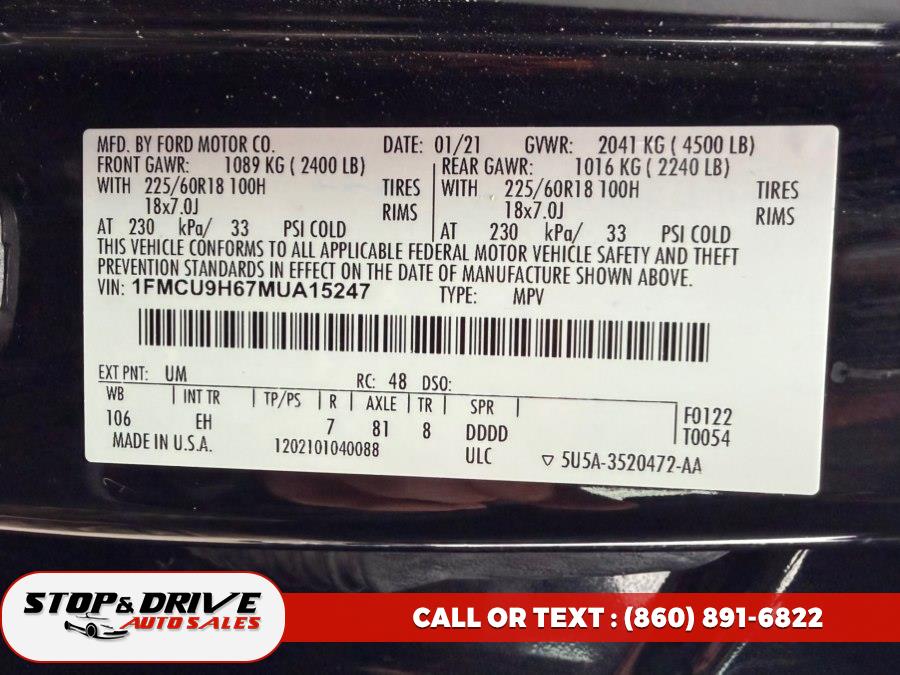 MFD. BY FORD MOTOR CO. DATE: 01/21 GVWR: 2041 KG ( 4500 LB)
FRONT GAWR: 1089 KG ( 2400 LB) REAR GAWR: 1016 KG ( 2240 LB)
WITH 225/60R18 100H TIRES WITH 225/60R18 100H TIRES
18x7.0J RIMS 18x7.0J RIMS
AT 230 kPa/ 33 PSI COLD AT 230 kPa/ 33 PSI COLD
THIS VEHICLE CONFORMS TO ALL APPLICABLE FEDERAL MOTOR VEHICLE SAFETY AND THEFT
PREVENTION STANDARDS IN EFFECT ON THE DATE OF MANUFACTURE SHOWN ABOVE.
VIN: 1FMCU9H67MUA15247 TYPE: MPV
EXT PNT: UM RC: 48 DSO:
WB INT TR TP/PS R AXLE TR SPR
106 EH 7 81 8 DDDD F0122
MADE IN U.S.A. 1202101040088 ULC T0054
5U5A-3520472-AA
STOP & DRIVE
AUTO SALES
CALL OR TEXT : (860) 891-6822